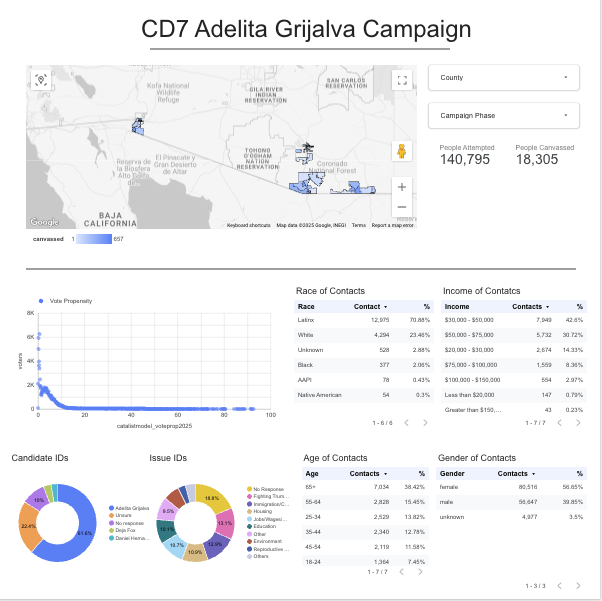 CD7 Adelita Grijalva Campaign
Kofa National
Wildlife
Refuge
GILA RIVER
INDIAN
RESERVATION
SAN CARLOS
RESERVATION
TOHONO
O'ODHAM
NATION
RESERVATION
Coronado
National Forest
Reserva de
la Biosfera
Alto
El Pinacate y
Gran Desierto
de Altar
BAJA
CALIFORNIA
Google
Keyboard shortcuts
Map data ©2025 Google, INEGI
Terms
Report a map error
canvassed 1 657
County
Campaign Phase
People Attempted
140,795
People Canvassed
18,305
Vote Propensity
voters
8K
6K
4K
2K
0
0 20 40 60 80 100
catalistmodel_voteprop2025
Race of Contacts
Race Contact %
Latinx 12,975 70.88%
White 4,294 23.46%
Unknown 528 2.88%
Black 377 2.06%
AAPI 78 0.43%
Native American 54 0.3%
1 - 6 / 6
Income of Contatcs
Income Contacts %
$30,000 - $50,000 7,949 42.6%
$50,000 - $75,000 5,732 30.72%
$20,000 - $30,000 2,674 14.33%
$75,000 - $100,000 1,559 8.36%
$100,000 - $150,000 554 2.97%
Less than $20,000 147 0.79%
Greater than $150,... 43 0.23%
1 - 7 / 7
Candidate IDs
22.4%
Adelita Grijalva
Unsure
No response
Deja Fox
Daniel Herna...
Issue IDs
18.8%
13.1%
12.9%
10.9%
10.7%
10.1%
9.5%
No Response
Fighting Trum...
Immigration/C...
Housing
Jobs/Wages/...
Education
Other
Environment
Reproductive ...
Others
Age of Contacts
Age Contacts %
65+ 7,034 38.42%
55-64 2,828 15.45%
25-34 2,529 13.82%
35-44 2,340 12.78%
45-54 2,119 11.58%
18-24 1,364 7.45%
1 - 7 / 7
Gender of Contacts
Gender Contacts %
female 80,516 56.65%
male 56,647 39.85%
unknown 4,977 3.5%
1 - 3 / 3